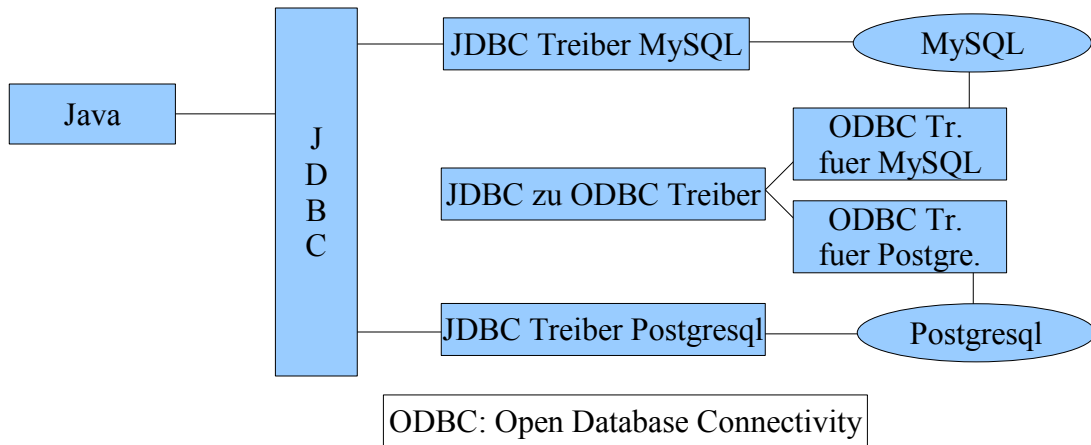 JDBC Treiber MySQL
MySQL
Java
J
D
B
C
ODBC Tr.
fuer MySQL
JDBC zu ODBC Treiber
ODBC Tr.
fuer Postgre.
JDBC Treiber Postgresql
Postgresql
ODBC: Open Database Connectivity